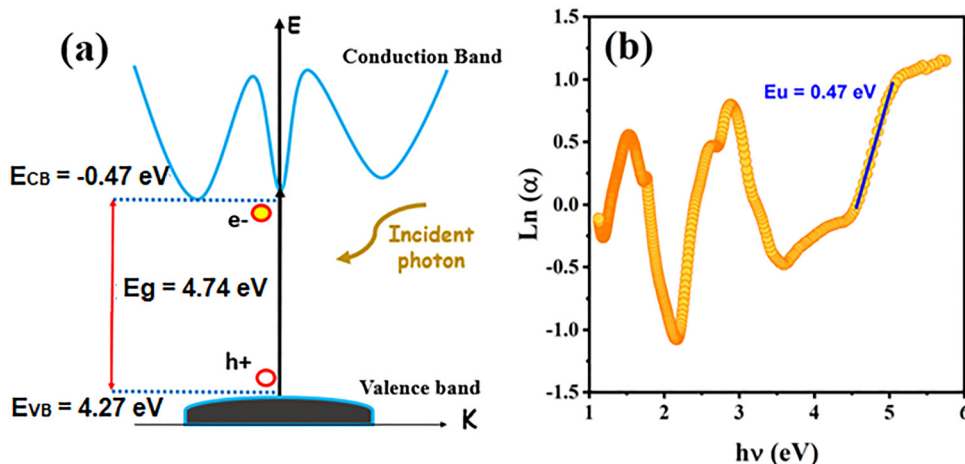 (a)
E
Conduction Band
E_CB = -0.47 eV
e-
Incident
photon
Eg = 4.74 eV
h+
Valence band
E_VB = 4.27 eV
K
(b)
Eu = 0.47 eV
Ln (α)
1.5
1.0
0.5
0.0
-0.5
-1.0
-1.5
1 2 3 4 5 6
hν (eV)